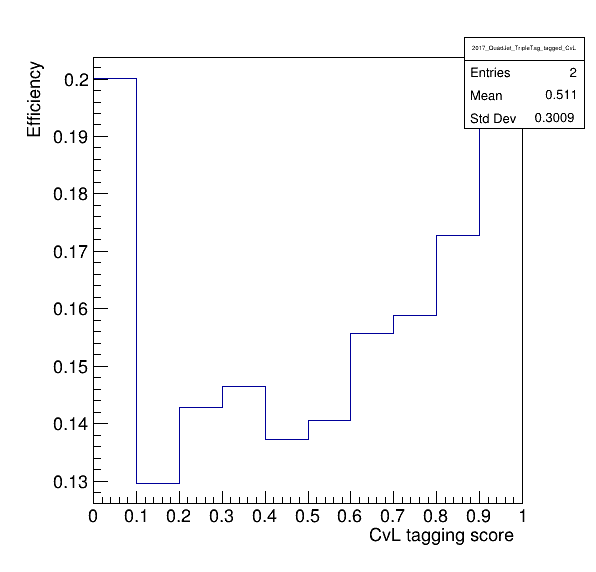 2017_QuadJet_TripleTag_tagged_CvL
Entries 2
Mean 0.511
Std Dev 0.3009
Efficiency
0.2
0.19
0.18
0.17
0.16
0.15
0.14
0.13
0 0.1 0.2 0.3 0.4 0.5 0.6 0.7 0.8 0.9 1
CvL tagging score